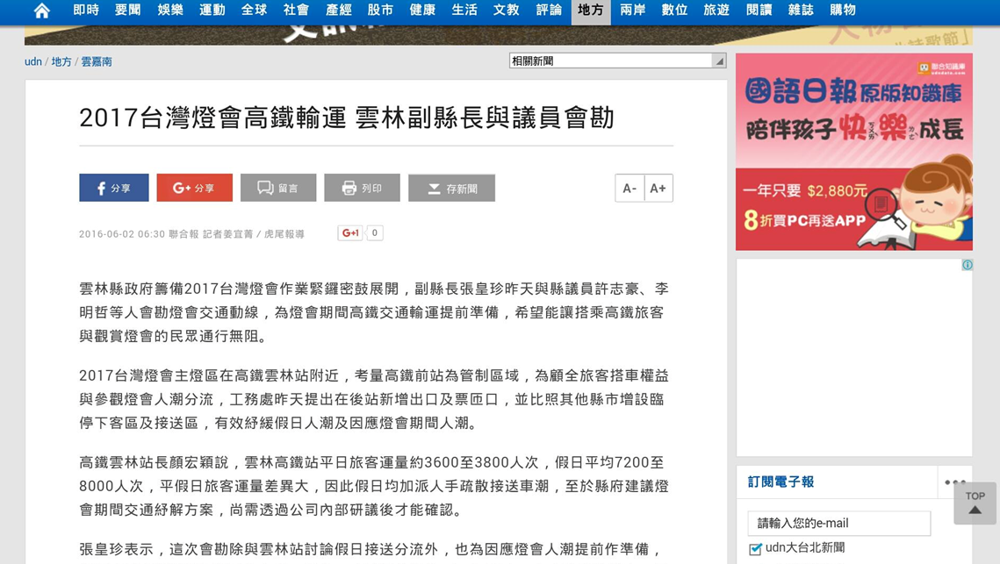 即時 要聞 娛樂 運動 全球 社會 產經 股市 健康 生活 文教 評論 地方 兩岸 數位 旅遊 閱讀 雜誌 購物
udn / 地方 / 雲嘉南
相關新聞
2017台灣燈會高鐵輸運 雲林副縣長與議員會勘
分享 G+ 分享 留言 列印 存新聞 A- A+
2016-06-02 06:30 聯合報 記者姜宜菁／虎尾報導 G+1 0
雲林縣政府籌備2017台灣燈會作業緊鑼密鼓展開，副縣長張皇珍昨天與縣議員許志豪、李
明哲等人會勘燈會交通動線，為燈會期間高鐵交通輸運提前準備，希望能讓搭乘高鐵旅客
與觀賞燈會的民眾通行無阻。
2017台灣燈會主燈區在高鐵雲林站附近，考量高鐵前站為管制區域，為顧全旅客搭車權益
與參觀燈會人潮分流，工務處昨天提出在後站新增出口及票匝口，並比照其他縣市增設臨
停下客區及接送區，有效紓緩假日人潮及因應燈會期間人潮。
高鐵雲林站長顏宏穎說，雲林高鐵站平日旅客運量約3600至3800人次，假日平均7200至
8000人次，平假日旅客運量差異大，因此假日均加派人手疏散接送車潮，至於縣府建議燈
會期間交通紓解方案，尚需透過公司內部研議後才能確認。
張皇珍表示，這次會勘除與雲林站討論假日接送分流外，也為因應燈會人潮提前作準備，
聯合知識庫
國語日報原版知識庫
陪伴孩子快樂成長
一年只要 $2,880元
8折買PC再送APP
訂閱電子報
TOP
請輸入您的e-mail
udn大台北新聞